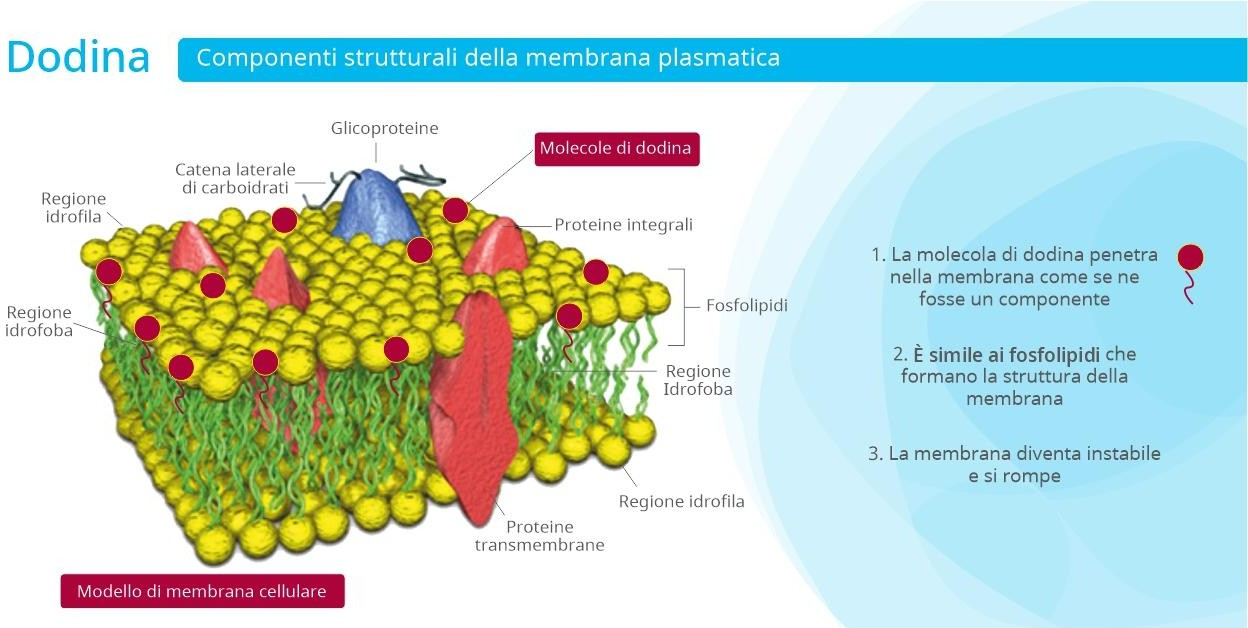 Dodina
Componenti strutturali della membrana plasmatica
Glicoproteine
Molecole di dodina
Catena laterale
di carboidrati
Regione
idrofila
Proteine integrali
Regione
idrofoba
Fosfolipidi
Regione
Idrofoba
Regione idrofila
Proteine
transmembrane
Modello di membrana cellulare
1. La molecola di dodina penetra
nella membrana come se ne
fosse un componente
2. È simile ai fosfolipidi che
formano la struttura della
membrana
3. La membrana diventa instabile
e si rompe